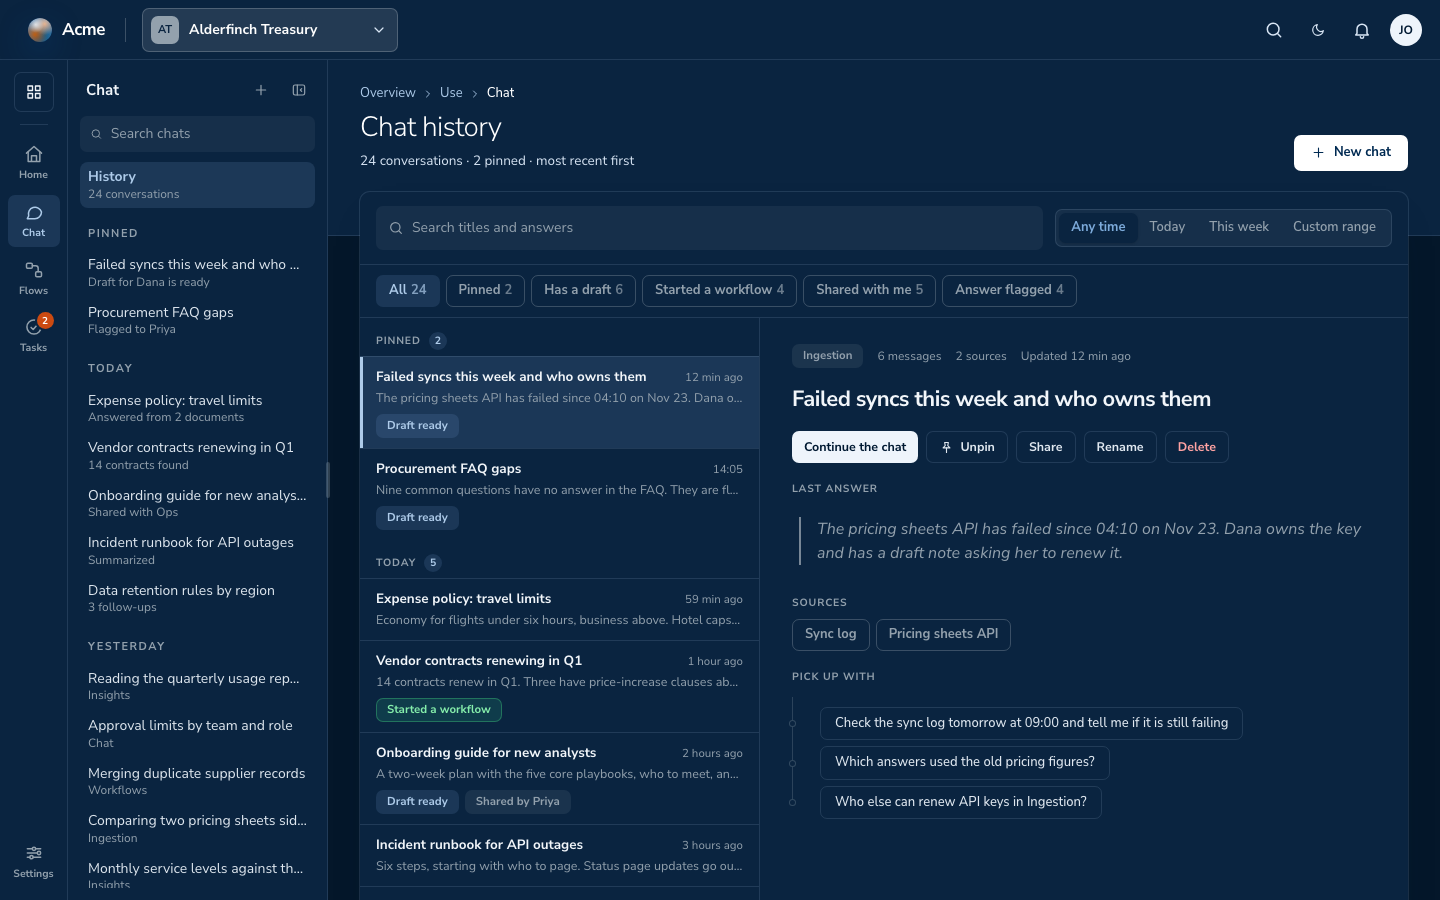 Acme
AT
Alderfinch Treasury
JO
Home
Chat
Flows
2
Tasks
Settings
Chat
Search chats
History
24 conversations
PINNED
Failed syncs this week and who ...
Draft for Dana is ready
Procurement FAQ gaps
Flagged to Priya
TODAY
Expense policy: travel limits
Answered from 2 documents
Vendor contracts renewing in Q1
14 contracts found
Onboarding guide for new analys...
Shared with Ops
Incident runbook for API outages
Summarized
Data retention rules by region
3 follow-ups
YESTERDAY
Reading the quarterly usage rep...
Insights
Approval limits by team and role
Chat
Merging duplicate supplier records
Workflows
Comparing two pricing sheets sid...
Ingestion
Monthly service levels against th...
Insights
Overview > Use > Chat
Chat history
24 conversations · 2 pinned · most recent first
New chat
Search titles and answers
Any time Today This week Custom range
All 24 Pinned 2 Has a draft 6 Started a workflow 4 Shared with me 5 Answer flagged 4
PINNED 2
Failed syncs this week and who owns them 12 min ago
The pricing sheets API has failed since 04:10 on Nov 23. Dana o...
Draft ready
Procurement FAQ gaps 14:05
Nine common questions have no answer in the FAQ. They are fl...
Draft ready
TODAY 5
Expense policy: travel limits 59 min ago
Economy for flights under six hours, business above. Hotel caps...
Vendor contracts renewing in Q1 1 hour ago
14 contracts renew in Q1. Three have price-increase clauses ab...
Started a workflow
Onboarding guide for new analysts 2 hours ago
A two-week plan with the five core playbooks, who to meet, an...
Draft ready Shared by Priya
Incident runbook for API outages 3 hours ago
Six steps, starting with who to page. Status page updates go ou...
Ingestion 6 messages 2 sources Updated 12 min ago
Failed syncs this week and who owns them
Continue the chat Unpin Share Rename Delete
LAST ANSWER
The pricing sheets API has failed since 04:10 on Nov 23. Dana owns the key
and has a draft note asking her to renew it.
SOURCES
Sync log Pricing sheets API
PICK UP WITH
Check the sync log tomorrow at 09:00 and tell me if it is still failing
Which answers used the old pricing figures?
Who else can renew API keys in Ingestion?